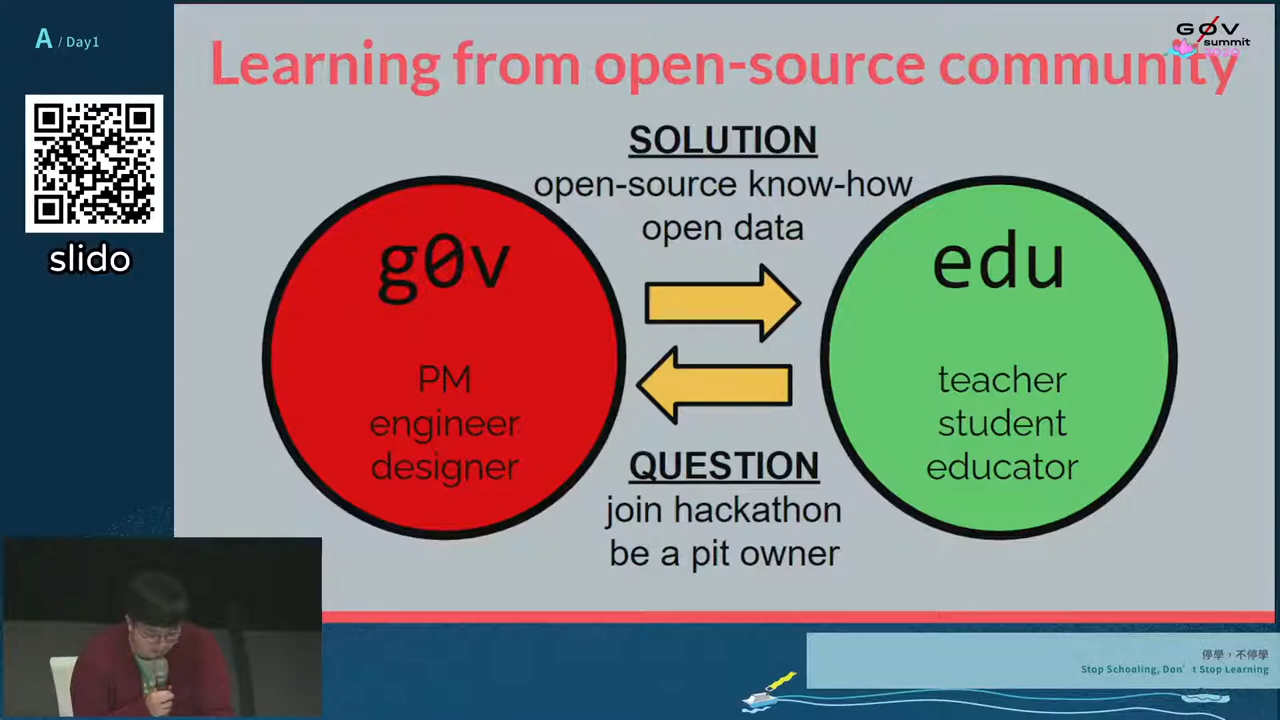 A / Day1
slido
GØV
summit
2020
Learning from open-source community
SOLUTION
open-source know-how
open data
g0v
PM
engineer
designer
edu
teacher
student
educator
QUESTION
join hackathon
be a pit owner
停學，不停學
Stop Schooling, Don't Stop Learning